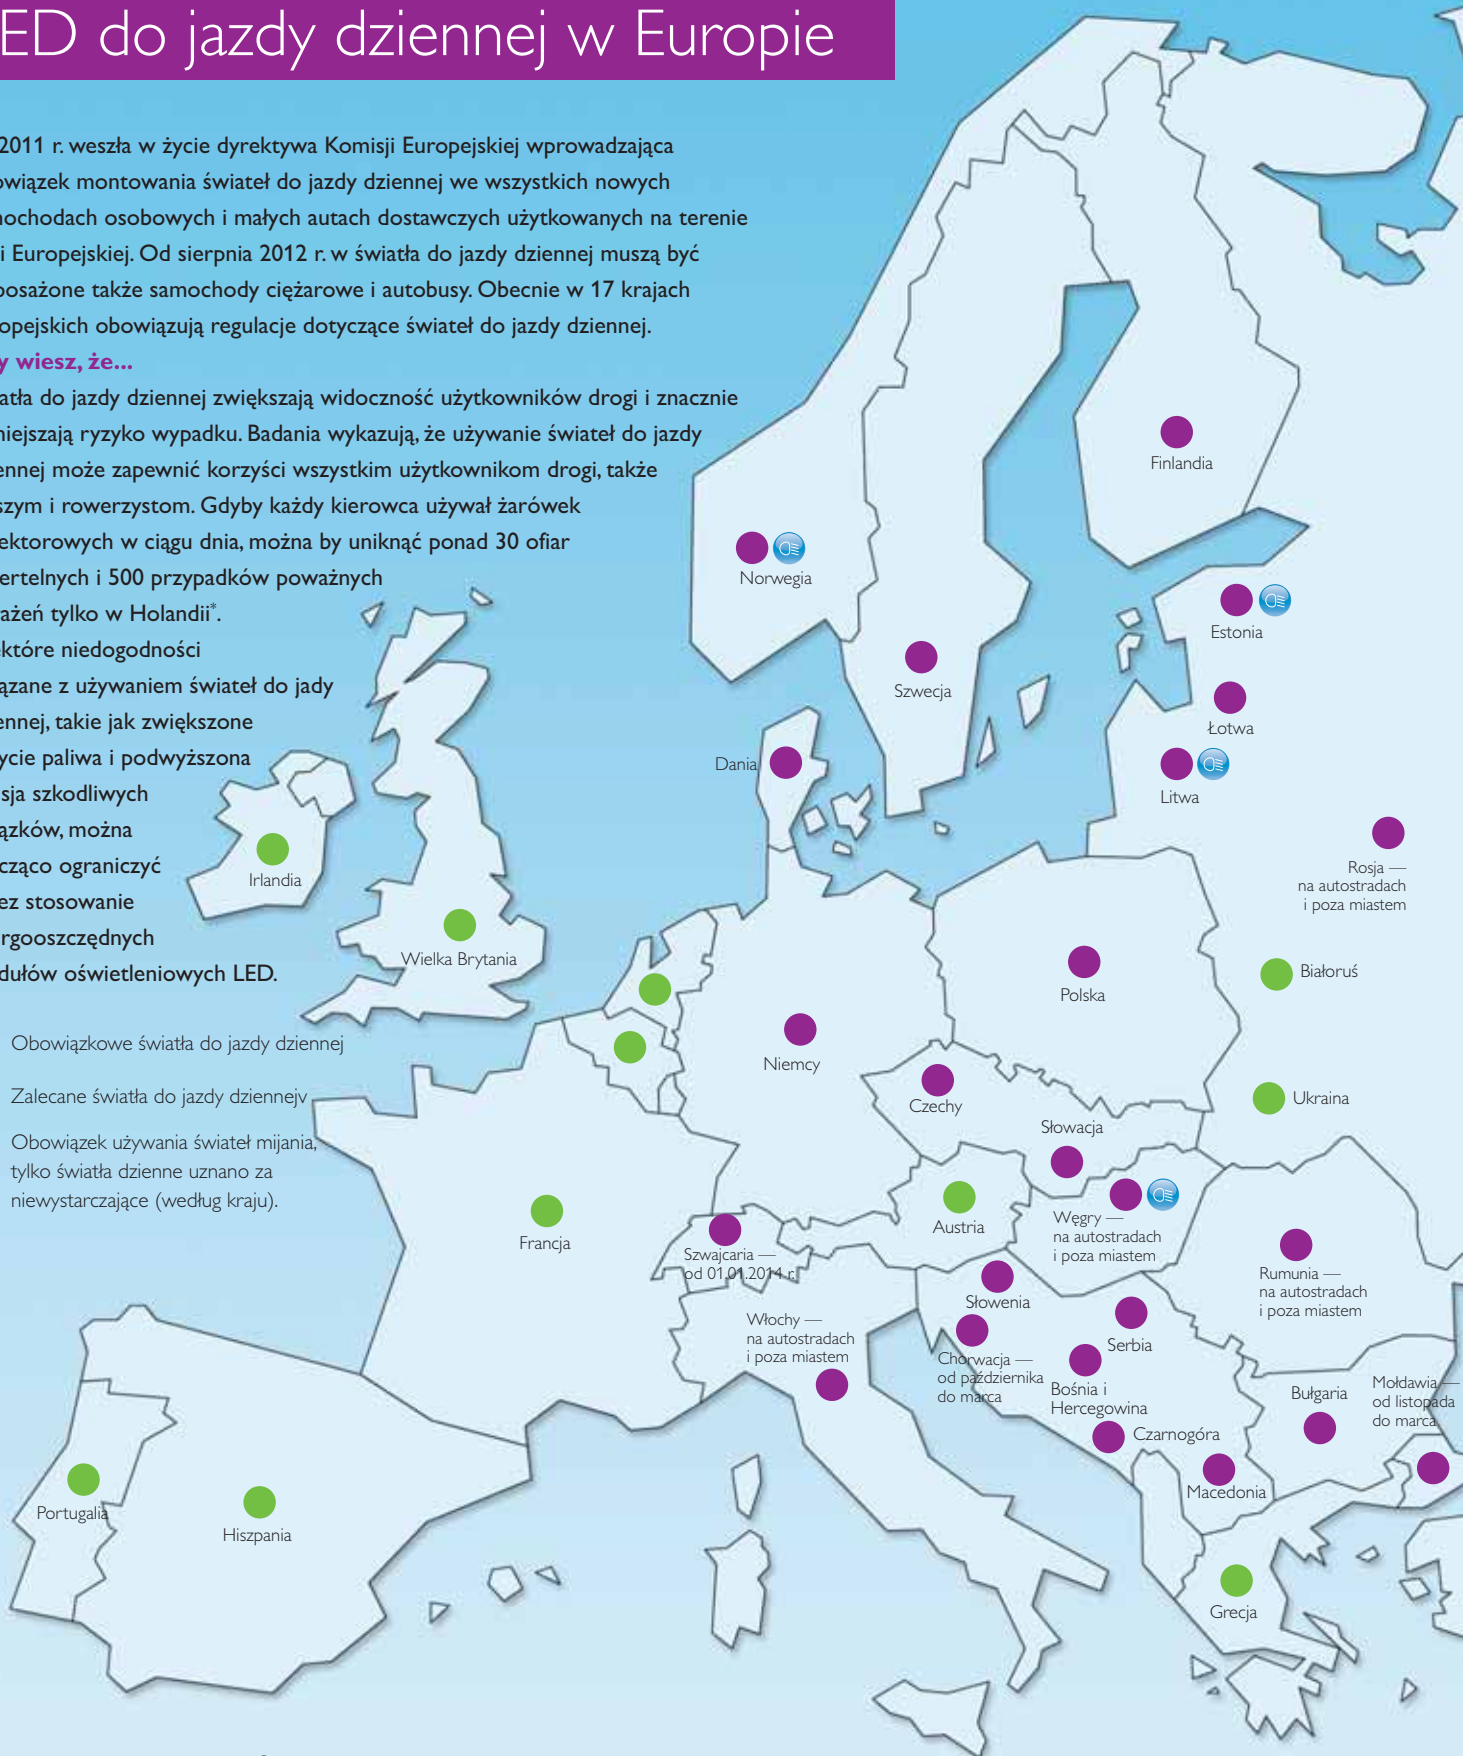 ED do jazdy dziennej w Europie
2011 r. weszła w życie dyrektywa Komisji Europejskiej wprowadzająca
owiązek montowania świateł do jazdy dziennej we wszystkich nowych
nochodach osobowych i małych autach dostawczych użytkowanych na terenie
i Europejskiej. Od sierpnia 2012 r. w światła do jazdy dziennej muszą być
posażone także samochody ciężarowe i autobusy. Obecnie w 17 krajach
opejskich obowiązują regulacje dotyczące świateł do jazdy dziennej.
y wiesz, że...
atła do jazdy dziennej zwiększają widoczność użytkowników drogi i znacznie
niejszają ryzyko wypadku. Badania wykazują, że używanie świateł do jazdy
ennej może zapewnić korzyści wszystkim użytkownikom drogi, także
szym i rowerzystom. Gdyby każdy kierowca używał żarówek
ektorowych w ciągu dnia, można by uniknąć ponad 30 ofiar
ertelnych i 500 przypadków poważnych
ażeń tylko w Holandii*.
ektóre niedogodności
ązane z używaniem świateł do jady
ennej, takie jak zwiększone
ycie paliwa i podwyższona
sja szkodliwych
ązków, można
cząco ograniczyć
ez stosowanie
rgooszczędnych
dułów oświetleniowych LED.
Obowiązkowe światła do jazdy dziennej
Zalecane światła do jazdy dziennejv
Obowiązek używania świateł mijania,
tylko światła dzienne uznano za
niewystarczające (według kraju).
Finlandia
Norwegia
Estonia
Szwecja
Łotwa
Dania
Litwa
Rosja —
na autostradach
i poza miastem
Irlandia
Wielka Brytania
Białoruś
Polska
Niemcy
Ukraina
Czechy
Słowacja
Austria
Węgry —
na autostradach
i poza miastem
Francja
Szwajcaria —
od 01.01.2014 r.
Rumunia —
na autostradach
i poza miastem
Słowenia
Włochy —
na autostradach
i poza miastem
Serbia
Chorwacja —
od października
do marca
Bośnia i
Hercegowina
Bułgaria
Mołdawia —
od listopada
do marca
Czarnogóra
Macedonia
Portugalia
Hiszpania
Grecja